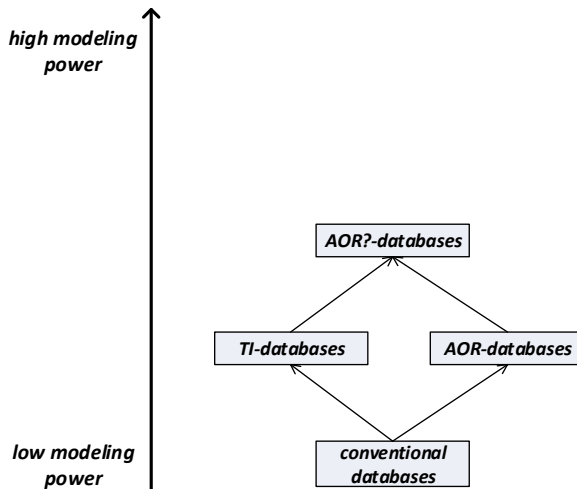 high modeling
power
AOR?-databases
TI-databases
AOR-databases
low modeling
power
conventional
databases